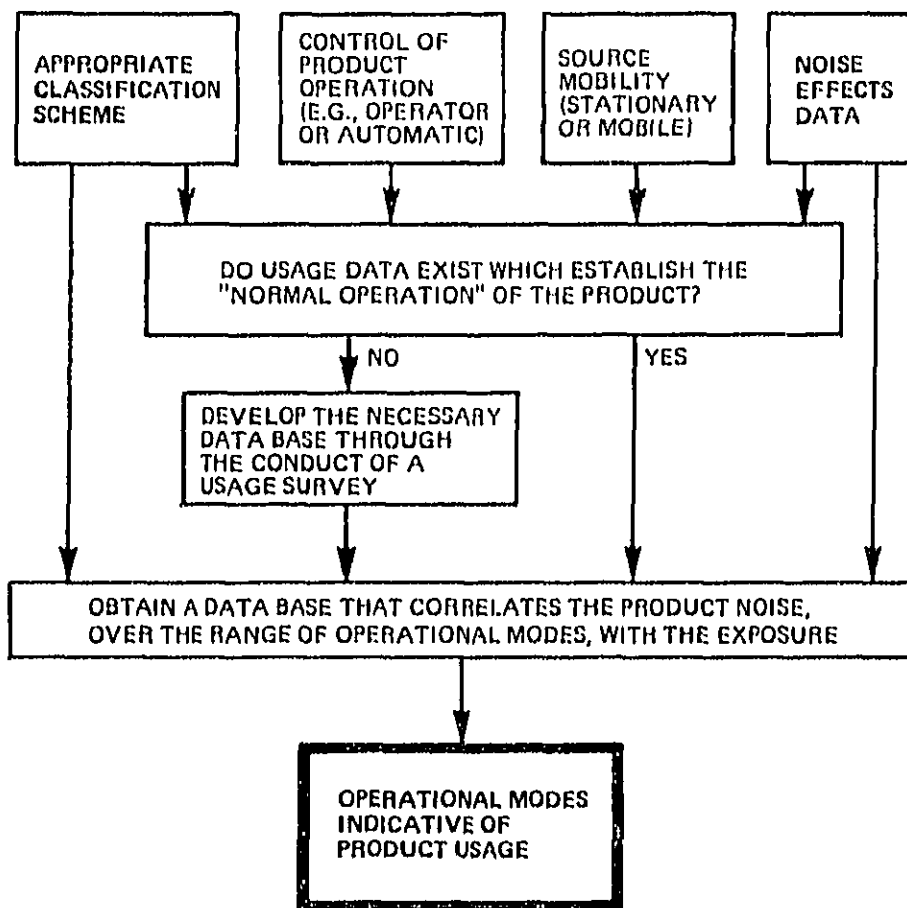 APPROPRIATE
CLASSIFICATION
SCHEME
CONTROL OF
PRODUCT
OPERATION
(E.G., OPERATOR
OR AUTOMATIC)
SOURCE
MOBILITY
(STATIONARY
OR MOBILE)
NOISE
EFFECTS
DATA
DO USAGE DATA EXIST WHICH ESTABLISH THE
"NORMAL OPERATION" OF THE PRODUCT?
NO
YES
DEVELOP THE NECESSARY
DATA BASE THROUGH
THE CONDUCT OF A
USAGE SURVEY
OBTAIN A DATA BASE THAT CORRELATES THE PRODUCT NOISE,
OVER THE RANGE OF OPERATIONAL MODES, WITH THE EXPOSURE
OPERATIONAL MODES
INDICATIVE OF
PRODUCT USAGE